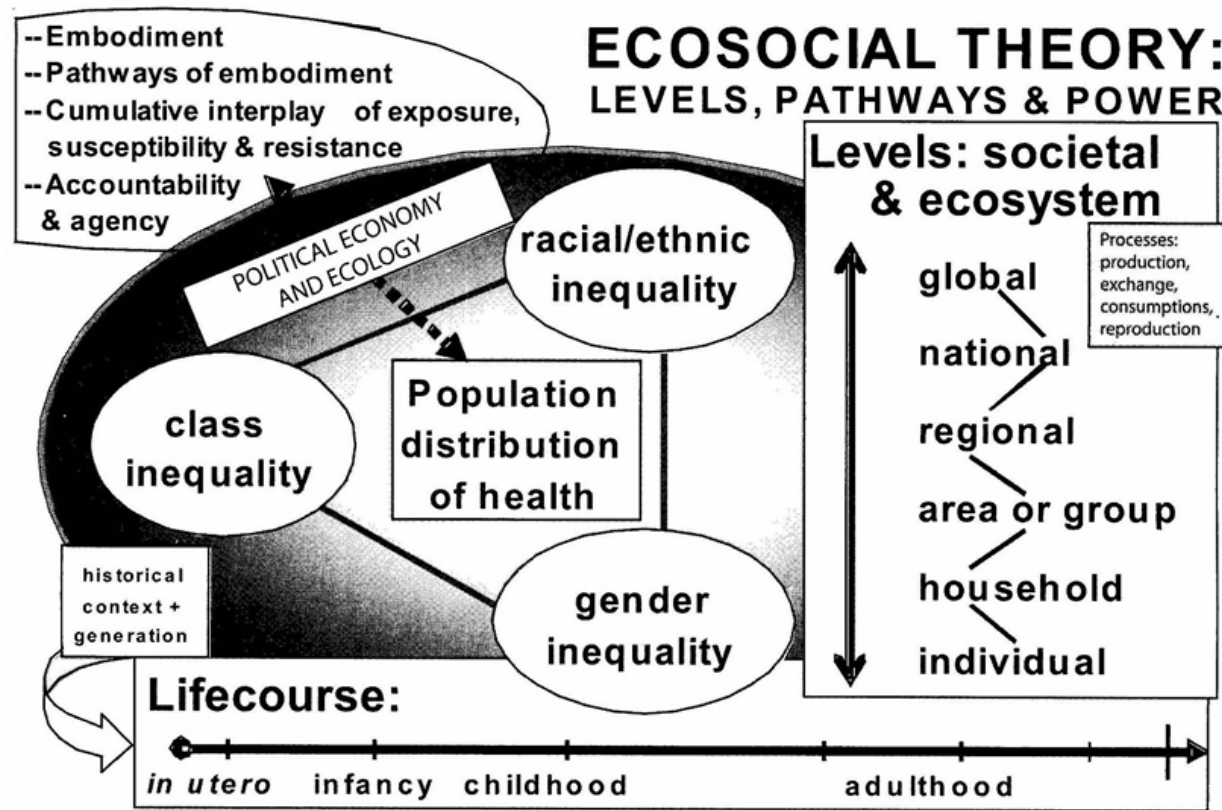 --Embodiment
--Pathways of embodiment
--Cumulative interplay of exposure,
susceptibility & resistance
--Accountability
& agency
ECOSOCIAL THEORY:
LEVELS, PATHWAYS & POWER
POLITICAL ECONOMY
AND ECOLOGY
racial/ethnic
inequality
class
inequality
Population
distribution
of health
gender
inequality
historical
context +
generation
Levels: societal
& ecosystem
Processes:
production,
exchange,
consumptions,
reproduction
global
national
regional
area or group
household
individual
Lifecourse:
in utero infancy childhood adulthood